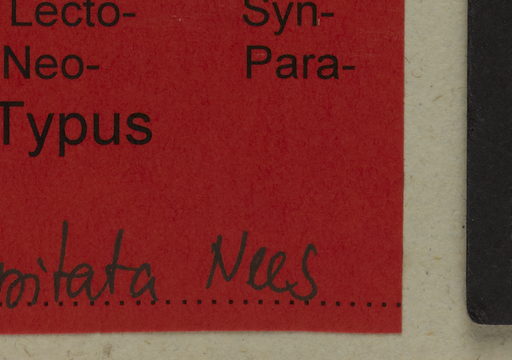 Lecto- Syn-
Neo- Para-
Typus
Nees